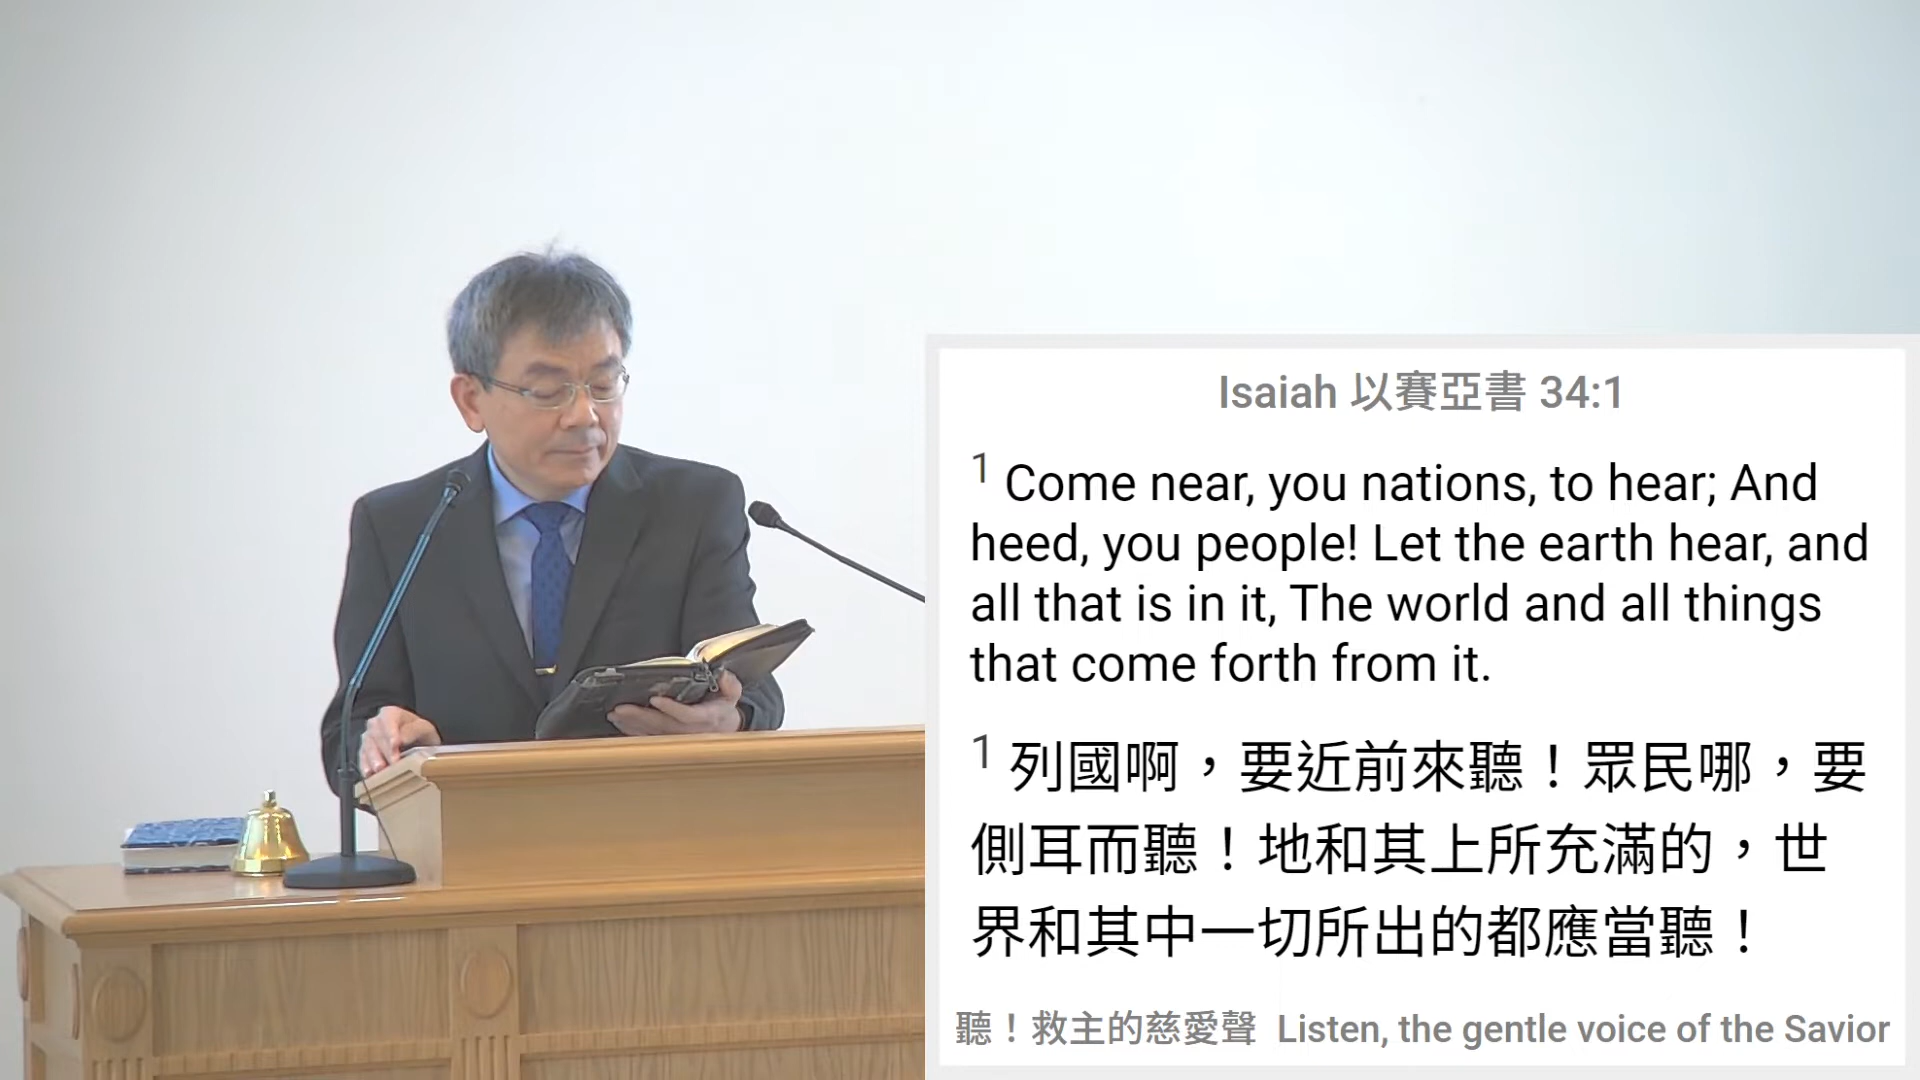 Isaiah 以賽亞書 34:1
1 Come near, you nations, to hear; And
heed, you people! Let the earth hear, and
all that is in it, The world and all things
that come forth from it.
1 列國啊，要近前來聽！眾民哪，要
側耳而聽！地和其上所充滿的，世
界和其中一切所出的都應當聽！
聽！救主的慈愛聲 Listen, the gentle voice of the Savior